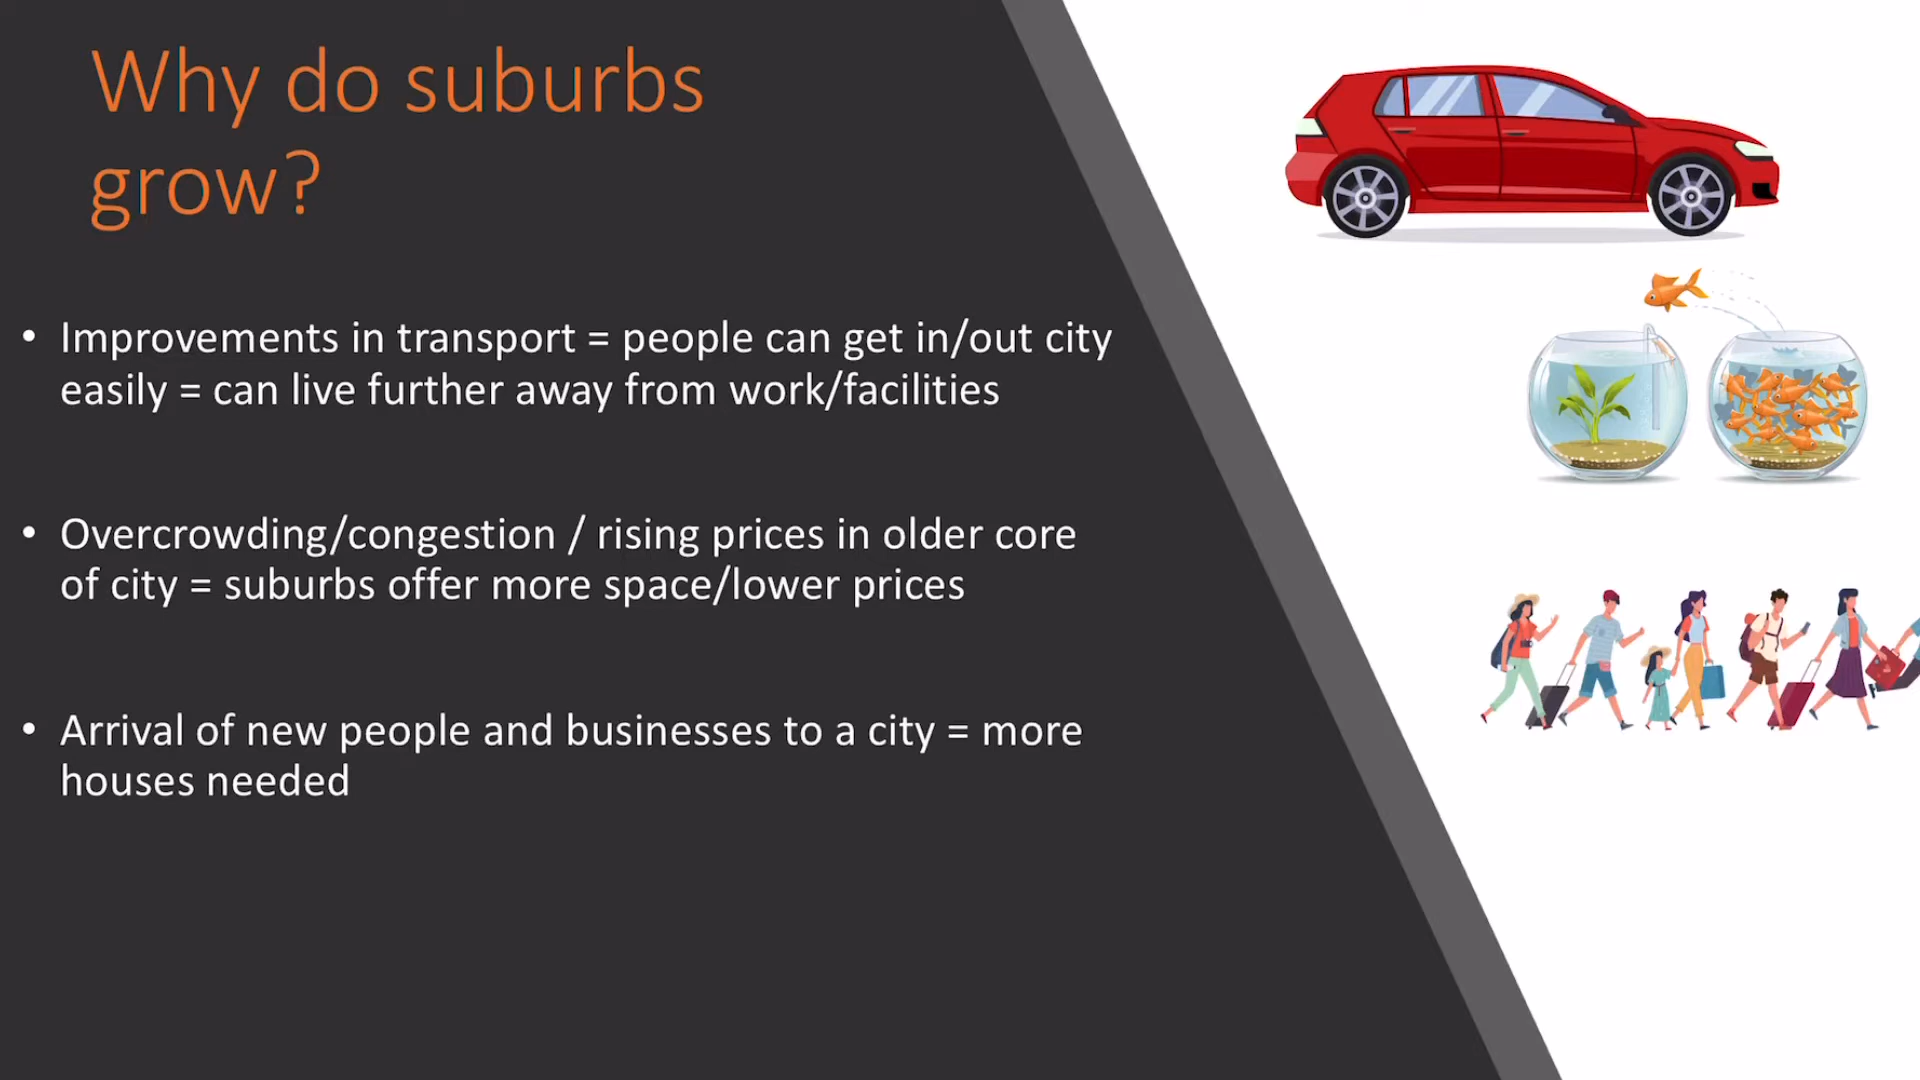 Why do suburbs
grow?
• Improvements in transport = people can get in/out city
easily = can live further away from work/facilities
• Overcrowding/congestion / rising prices in older core
of city = suburbs offer more space/lower prices
• Arrival of new people and businesses to a city = more
houses needed